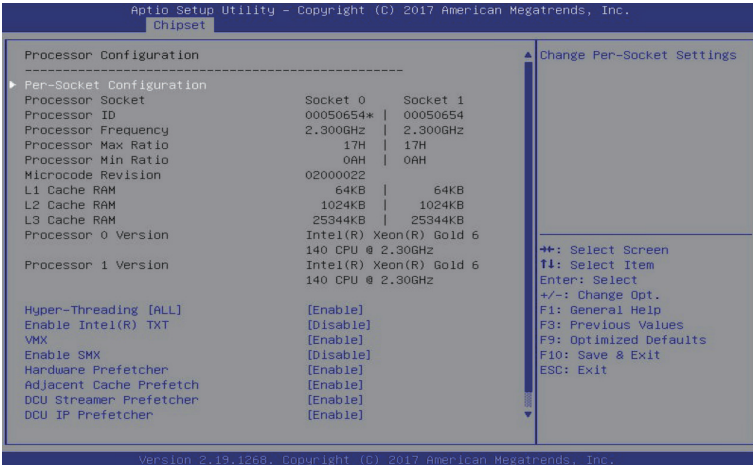 Aptio Setup Utility – Copyright (C) 2017 American Megatrends, Inc.
Chipset
Processor Configuration
--------------------------------------------------
Per-Socket Configuration
Processor Socket Socket 0 Socket 1
Processor ID 00050654* | 00050654
Processor Frequency 2.300GHz | 2.300GHz
Processor Max Ratio 17H | 17H
Processor Min Ratio 0AH | 0AH
Microcode Revision 02000022
L1 Cache RAM 64KB | 64KB
L2 Cache RAM 1024KB | 1024KB
L3 Cache RAM 25344KB | 25344KB
Processor 0 Version Intel(R) Xeon(R) Gold 6
140 CPU @ 2.30GHz
Processor 1 Version Intel(R) Xeon(R) Gold 6
140 CPU @ 2.30GHz
Hyper-Threading [ALL] [Enable]
Enable Intel(R) TXT [Disable]
VMX [Enable]
Enable SMX [Disable]
Hardware Prefetcher [Enable]
Adjacent Cache Prefetch [Enable]
DCU Streamer Prefetcher [Enable]
DCU IP Prefetcher [Enable]
Change Per-Socket Settings
→←: Select Screen
↑↓: Select Item
Enter: Select
+/-: Change Opt.
F1: General Help
F3: Previous Values
F9: Optimized Defaults
F10: Save & Exit
ESC: Exit
Version 2.19.1268. Copyright (C) 2017 American Megatrends, Inc.